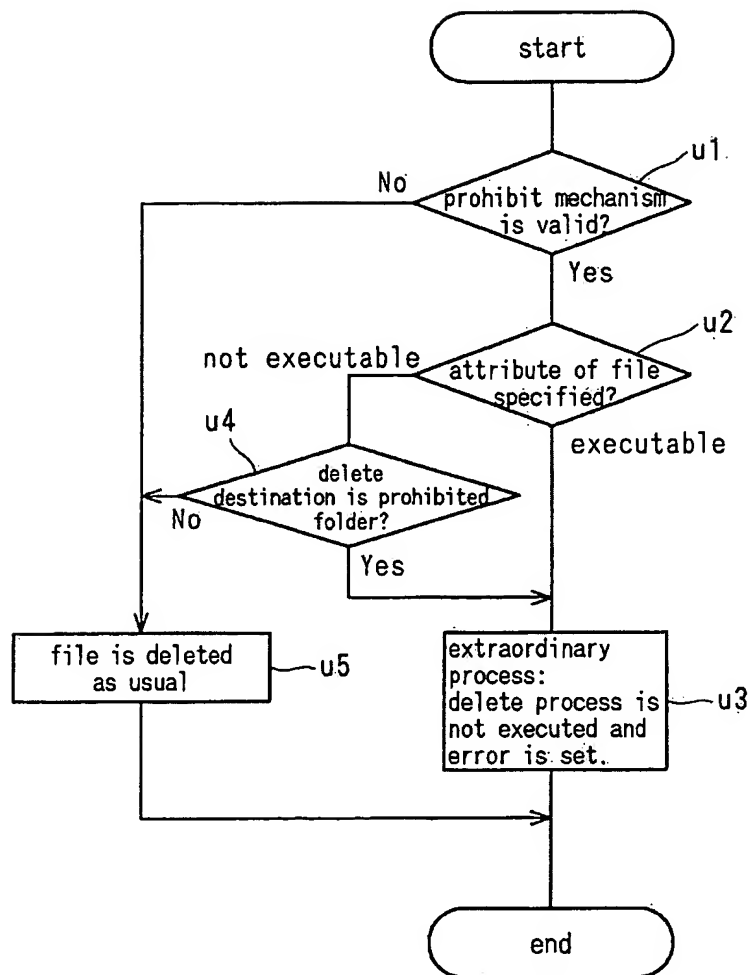 start
u1
No
prohibit mechanism
is valid?
Yes
u2
not executable
attribute of file
specified?
u4
executable
delete
destination is prohibited
folder?
No
Yes
file is deleted
as usual
u5
extraordinary
process:
delete process is
not executed and
error is set.
u3
end